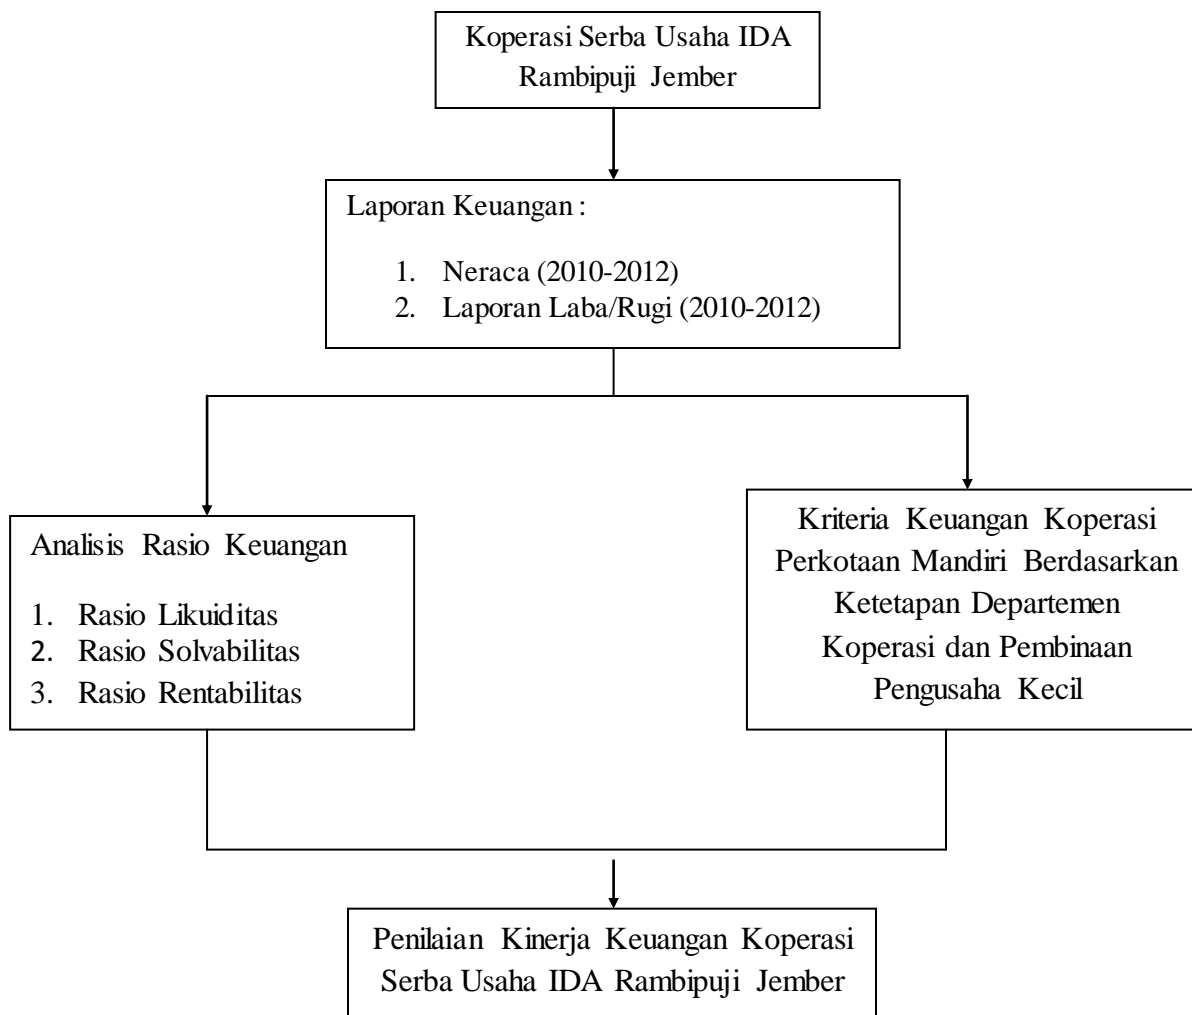 Koperasi Serba Usaha IDA
Rambipuji Jember
Laporan Keuangan :
1. Neraca (2010-2012)
2. Laporan Laba/Rugi (2010-2012)
Analisis Rasio Keuangan
1. Rasio Likuiditas
2. Rasio Solvabilitas
3. Rasio Rentabilitas
Kriteria Keuangan Koperasi
Perkotaan Mandiri Berdasarkan
Ketetapan Departemen
Koperasi dan Pembinaan
Pengusaha Kecil
Penilaian Kinerja Keuangan Koperasi
Serba Usaha IDA Rambipuji Jember